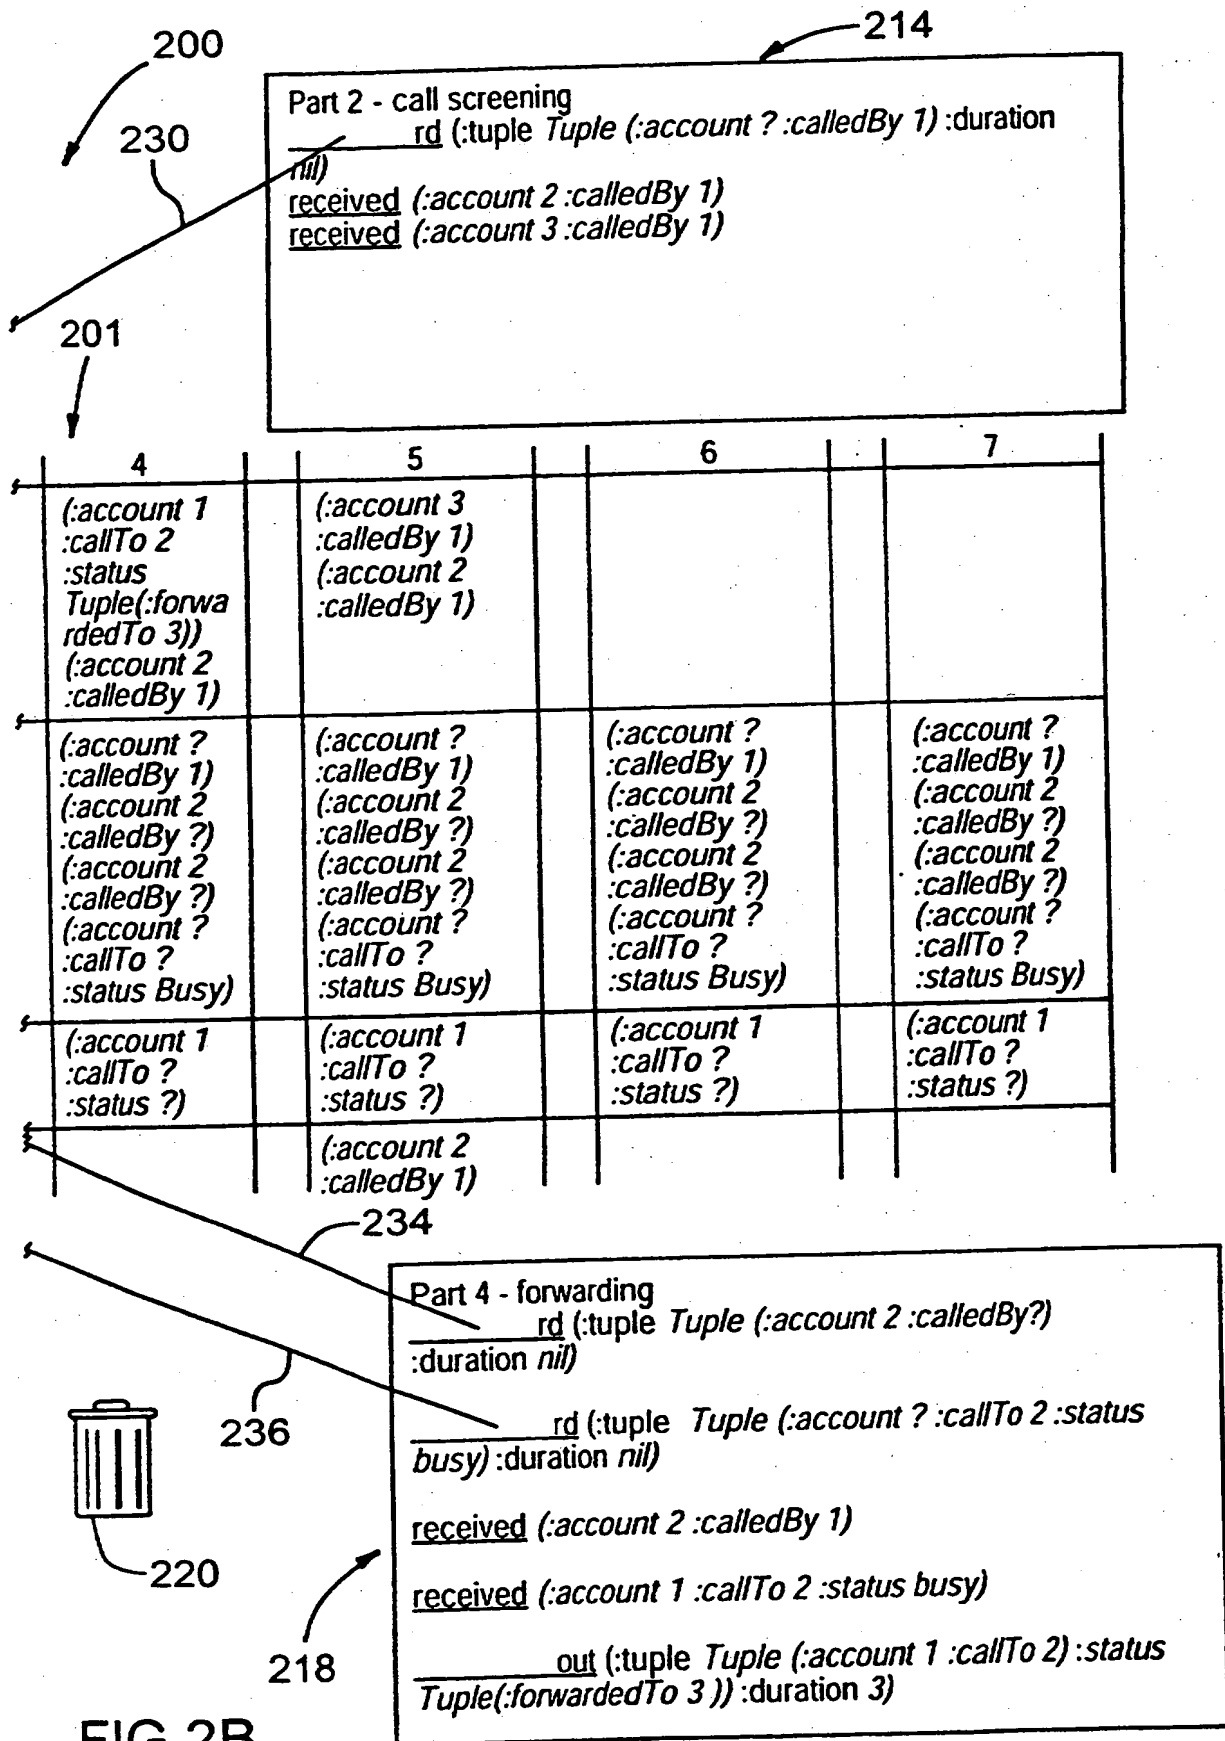 200
214
230
Part 2 - call screening
rd (:tuple Tuple (:account ? :calledBy 1) :duration
nil)
received (:account 2 :calledBy 1)
received (:account 3 :calledBy 1)
201
4 5 6 7
(:account 1
:callTo 2
:status
Tuple(:forwa
rdedTo 3))
(:account 2
:calledBy 1)
(:account 3
:calledBy 1)
(:account 2
:calledBy 1)
(:account ?
:calledBy 1)
(:account 2
:calledBy ?)
(:account 2
:calledBy ?)
(:account ?
:callTo ?
:status Busy)
(:account ?
:calledBy 1)
(:account 2
:calledBy ?)
(:account 2
:calledBy ?)
(:account ?
:callTo ?
:status Busy)
(:account ?
:calledBy 1)
(:account 2
:calledBy ?)
(:account 2
:calledBy ?)
(:account ?
:callTo ?
:status Busy)
(:account ?
:calledBy 1)
(:account 2
:calledBy ?)
(:account 2
:calledBy ?)
(:account ?
:callTo ?
:status Busy)
(:account 1
:callTo ?
:status ?)
(:account 1
:callTo ?
:status ?)
(:account 1
:callTo ?
:status ?)
(:account 1
:callTo ?
:status ?)
(:account 2
:calledBy 1)
234
Part 4 - forwarding
rd (:tuple Tuple (:account 2 :calledBy?)
:duration nil)
236
rd (:tuple Tuple (:account ? :callTo 2 :status
busy) :duration nil)
received (:account 2 :calledBy 1)
220
received (:account 1 :callTo 2 :status busy)
218
out (:tuple Tuple (:account 1 :callTo 2) :status
Tuple(:forwardedTo 3 )) :duration 3)
FIG 2B